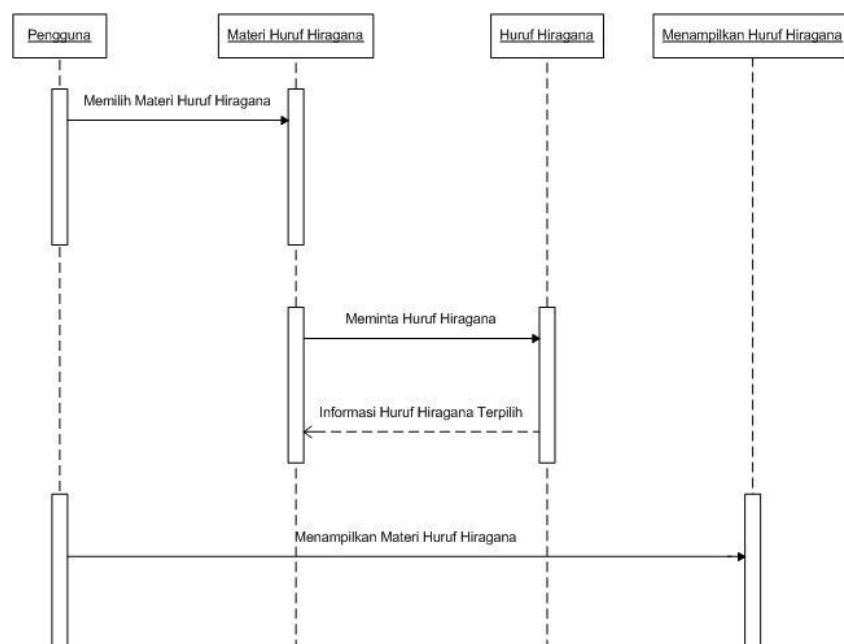 Pengguna
Materi Huruf Hiragana
Huruf Hiragana
Menampilkan Huruf Hiragana
Memilih Materi Huruf Hiragana
Meminta Huruf Hiragana
Informasi Huruf Hiragana Terpilih
Menampilkan Materi Huruf Hiragana